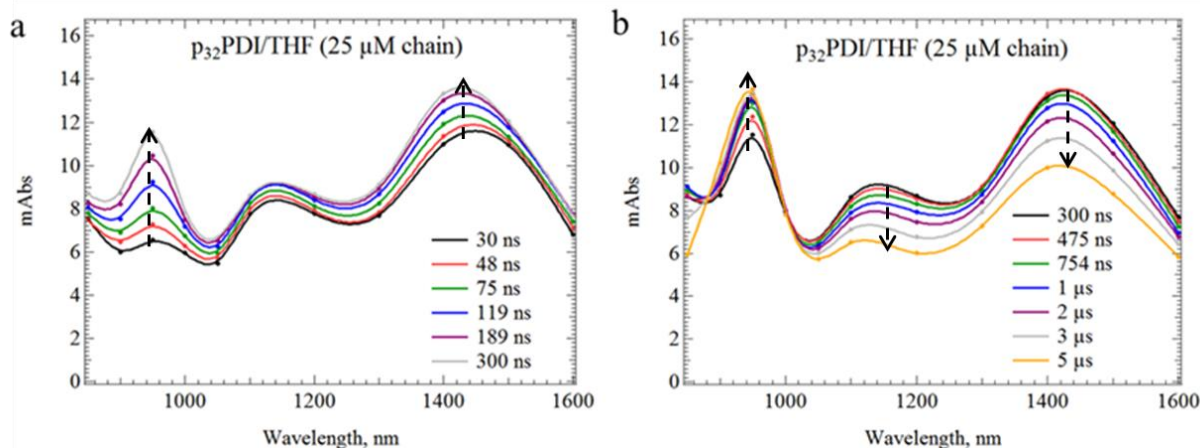 a
p₃₂PDI/THF (25 µM chain)
16
14
12
10
8
6
4
2
0
mAbs
30 ns
48 ns
75 ns
119 ns
189 ns
300 ns
1000
1200
1400
1600
Wavelength, nm
b
p₃₂PDI/THF (25 µM chain)
16
14
12
10
8
6
4
2
0
mAbs
300 ns
475 ns
754 ns
1 µs
2 µs
3 µs
5 µs
1000
1200
1400
1600
Wavelength, nm